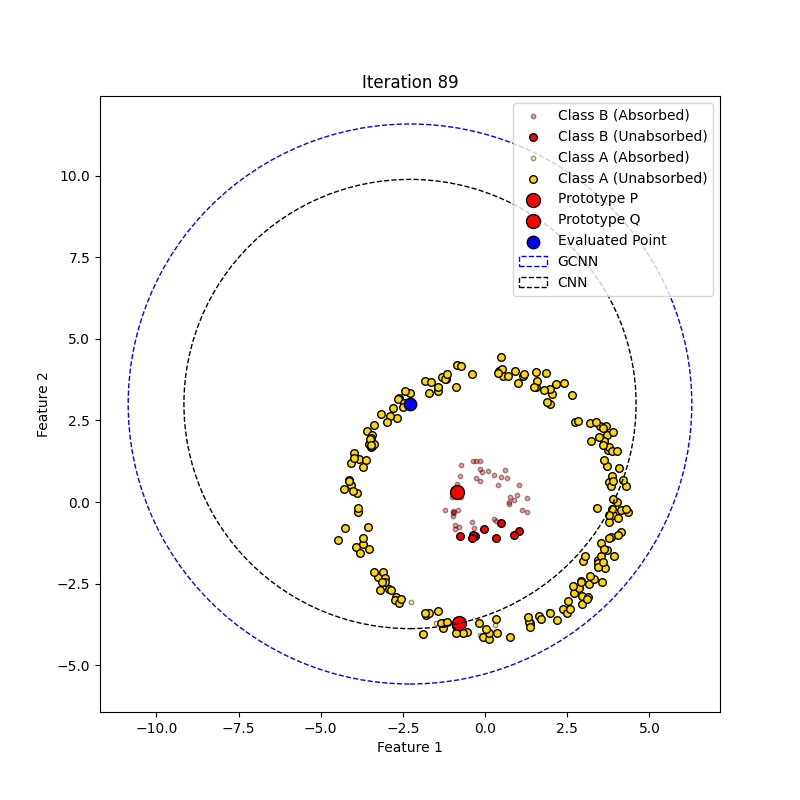 Iteration 89
Class B (Absorbed)
Class B (Unabsorbed)
Class A (Absorbed)
Class A (Unabsorbed)
Prototype P
Prototype Q
Evaluated Point
GCNN
CNN
Feature 2
10.0
7.5
5.0
2.5
0.0
−2.5
−5.0
−10.0 −7.5 −5.0 −2.5 0.0 2.5 5.0
Feature 1